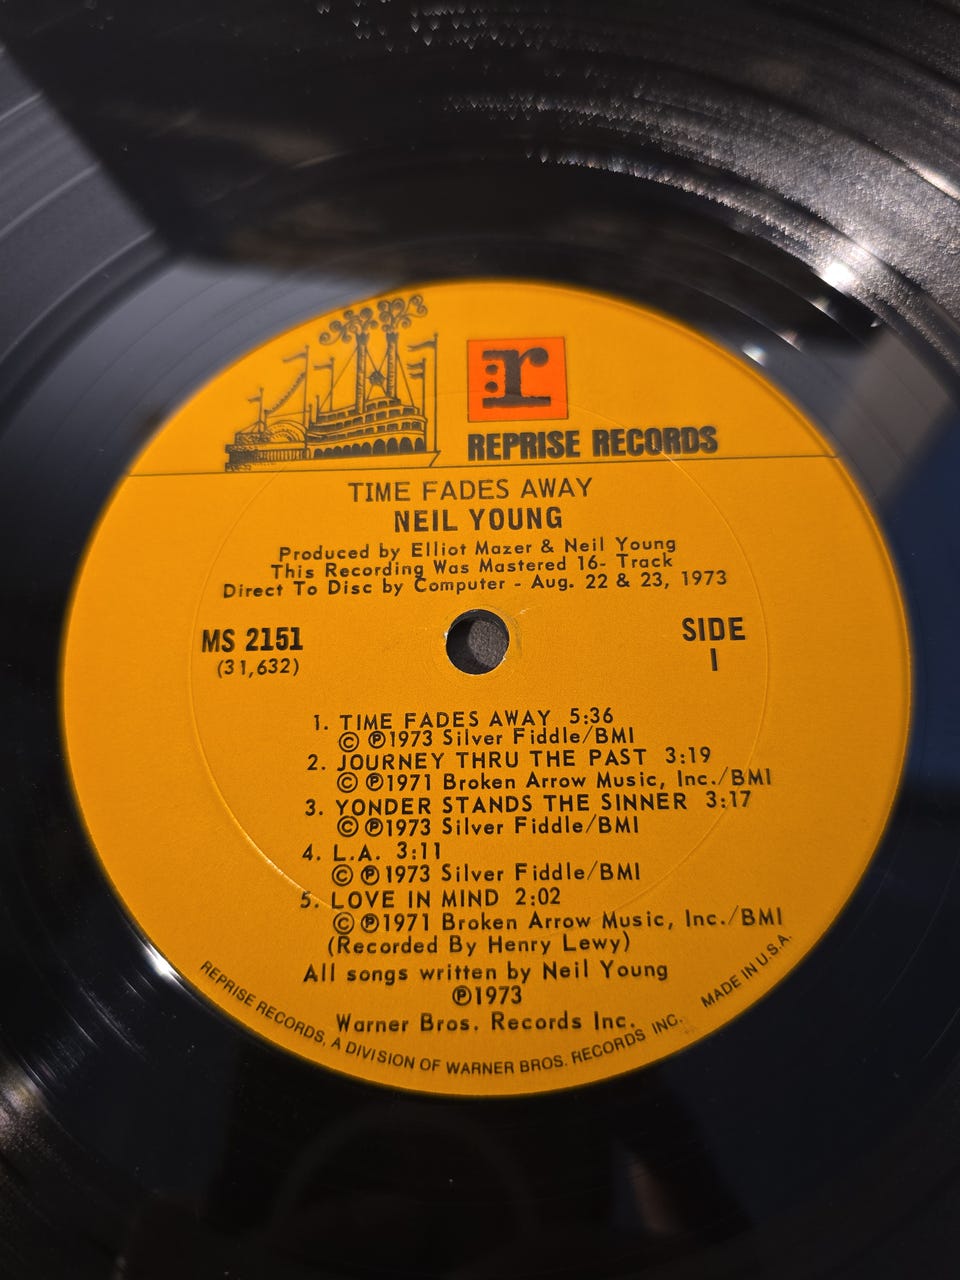 r
REPRISE RECORDS
TIME FADES AWAY
NEIL YOUNG
Produced by Elliot Mazer & Neil Young
This Recording Was Mastered 16- Track
Direct To Disc by Computer - Aug. 22 & 23, 1973
MS 2151
(31,632)
SIDE
1
1. TIME FADES AWAY 5:36
© ℗1973 Silver Fiddle/BMI
2. JOURNEY THRU THE PAST 3:19
© ℗1971 Broken Arrow Music, Inc./BMI
3. YONDER STANDS THE SINNER 3:17
© ℗1973 Silver Fiddle/BMI
4. L.A. 3:11
© ℗1973 Silver Fiddle/BMI
5. LOVE IN MIND 2:02
© ℗1971 Broken Arrow Music, Inc./BMI
(Recorded By Henry Lewy)
All songs written by Neil Young
℗1973
Warner Bros. Records Inc.
REPRISE RECORDS, A DIVISION OF WARNER BROS. RECORDS INC. MADE IN U.S.A.